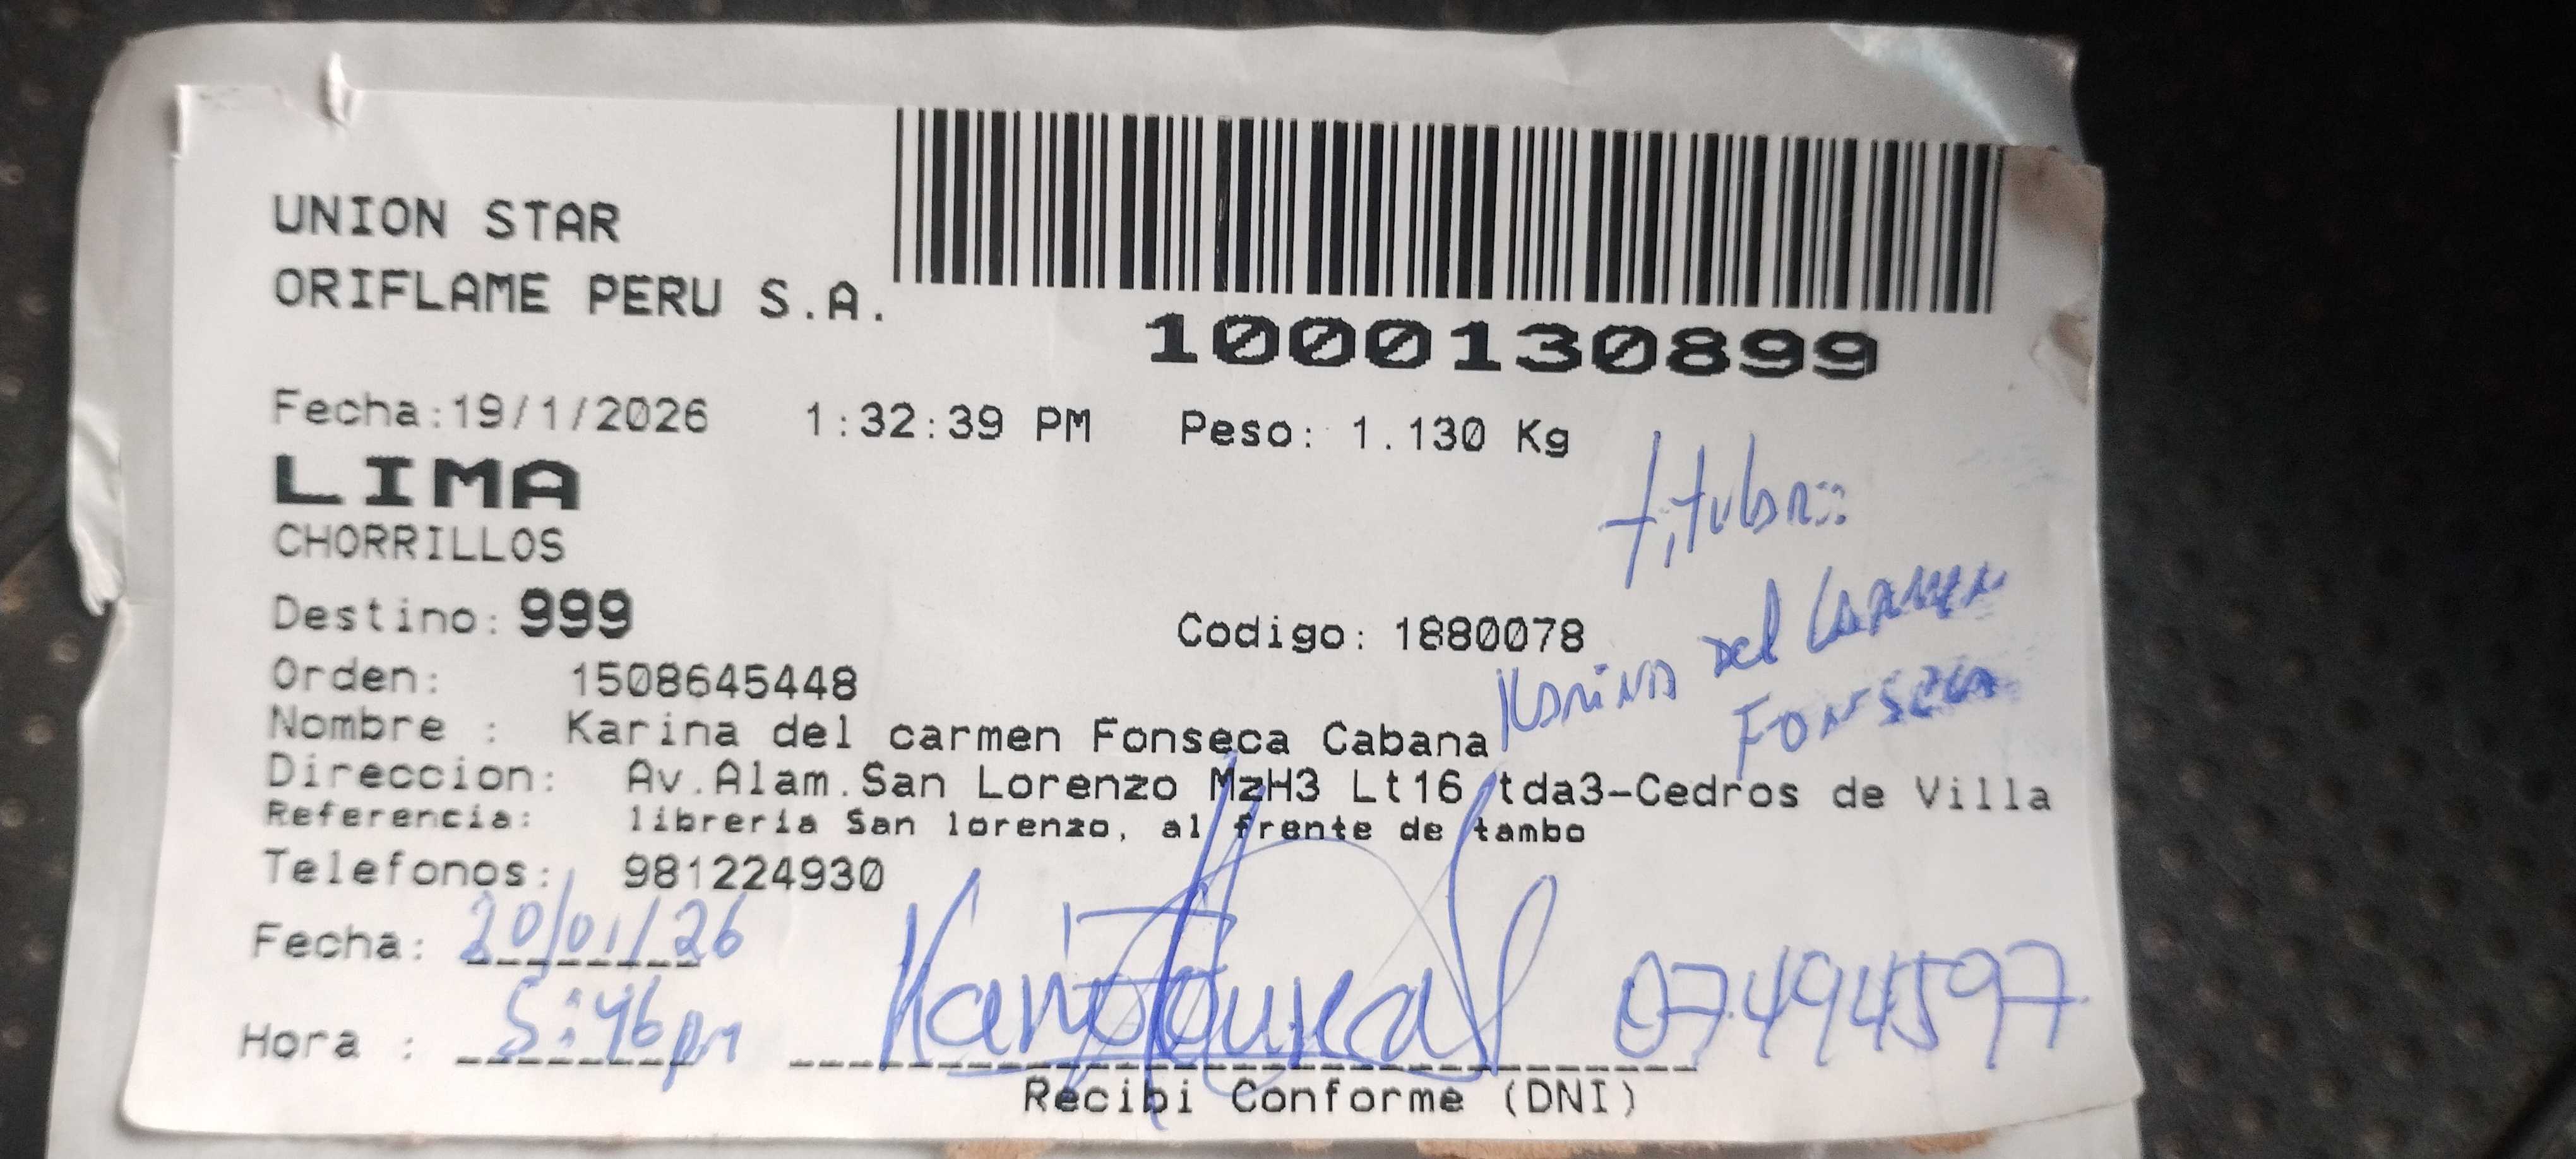 UNION STAR
ORIFLAME PERU S.A.
1000130899
Fecha:19/1/2026 1:32:39 PM Peso: 1.130 Kg
LIMA
CHORRILLOS
titular::
Destino: 999
Codigo: 1880078
Karina del Carmen
Fonseca
Orden: 1508645448
Nombre : Karina del carmen Fonseca Cabana
Direccion: Av.Alam.San Lorenzo MzH3 Lt16 tda3-Cedros de Villa
Referencia: libreria San lorenzo, al frente de tambo
Telefonos: 981224930
Fecha: 20/01/26
Hora : 5:46 pm
07494597
Recibi Conforme (DNI)